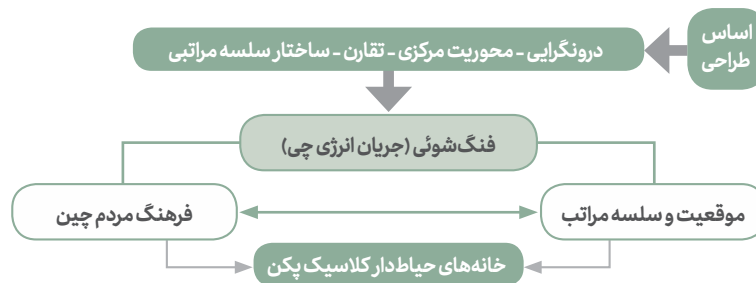 اساس
طراحی
درونگرایی - محوریت مرکزی - تقارن - ساختار سلسه مراتبی
فنگ‌شوئی (جریان انرژی چی)
موقعیت و سلسه مراتب
فرهنگ مردم چین
خانه‌های حیاط‌دار کلاسیک پکن